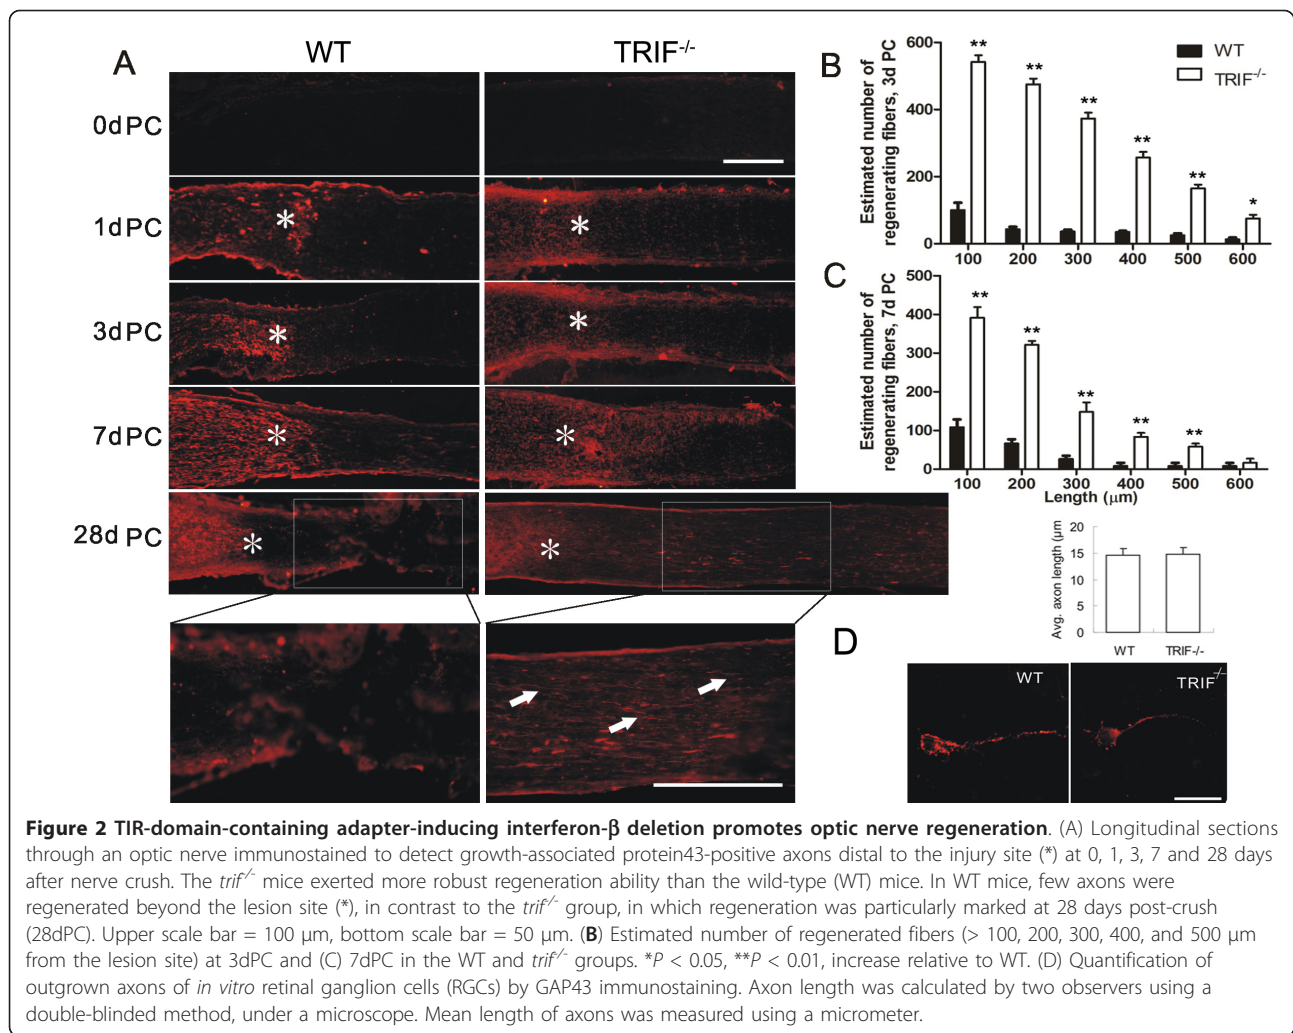 WT
TRIF-/-
A
0d PC
1d PC
*
*
3d PC
*
*
7d PC
*
*
28d PC
*
*
B
Estimated number of
regenerating fibers, 3d PC
600
400
200
0
**
**
**
**
**
*
WT
TRIF-/-
100 200 300 400 500 600
C
Estimated number of
regenerating fibers, 7d PC
500
400
300
200
100
0
**
**
**
**
**
100 200 300 400 500 600
Length (μm)
Avg. axon length (μm
20
15
10
5
0
WT TRIF-/-
D
WT
TRIF-/-
Figure 2 TIR-domain-containing adapter-inducing interferon-β deletion promotes optic nerve regeneration. (A) Longitudinal sections
through an optic nerve immunostained to detect growth-associated protein43-positive axons distal to the injury site (*) at 0, 1, 3, 7 and 28 days
after nerve crush. The trif-/- mice exerted more robust regeneration ability than the wild-type (WT) mice. In WT mice, few axons were
regenerated beyond the lesion site (*), in contrast to the trif-/- group, in which regeneration was particularly marked at 28 days post-crush
(28dPC). Upper scale bar = 100 μm, bottom scale bar = 50 μm. (B) Estimated number of regenerated fibers (> 100, 200, 300, 400, and 500 μm
from the lesion site) at 3dPC and (C) 7dPC in the WT and trif-/- groups. *P < 0.05, **P < 0.01, increase relative to WT. (D) Quantification of
outgrown axons of in vitro retinal ganglion cells (RGCs) by GAP43 immunostaining. Axon length was calculated by two observers using a
double-blinded method, under a microscope. Mean length of axons was measured using a micrometer.